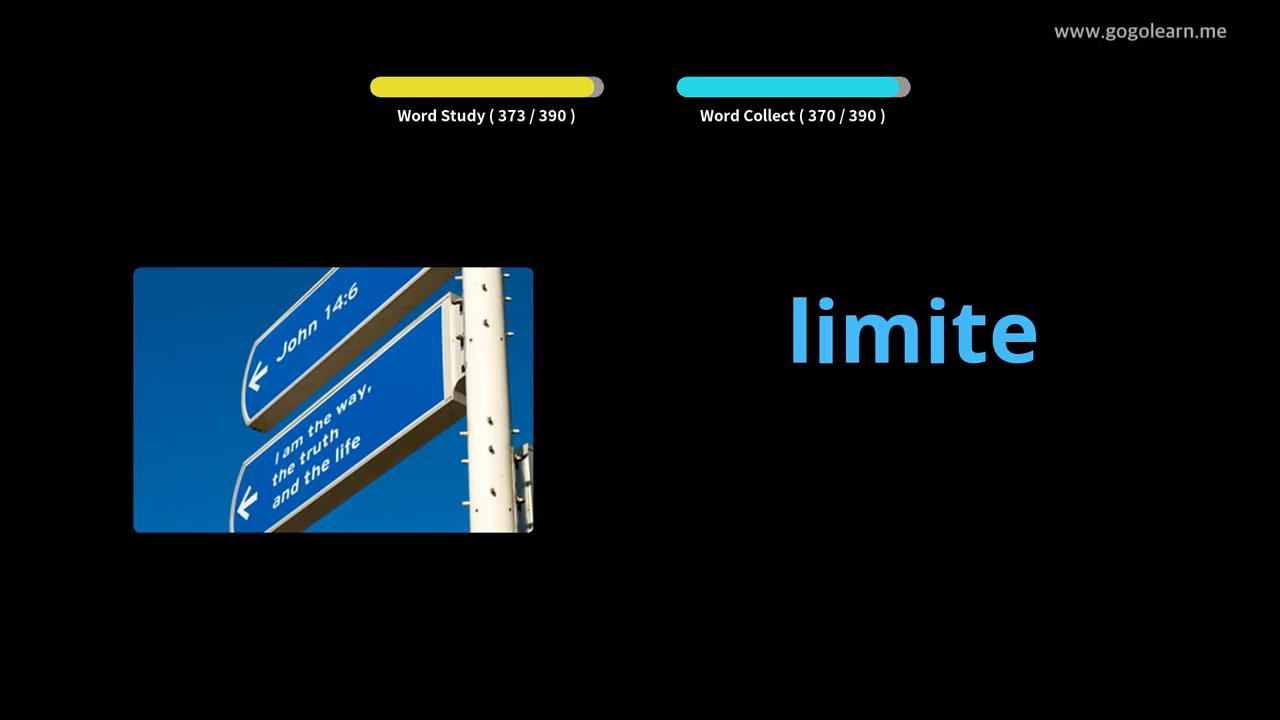 www.gogolearn.me
Word Study ( 373 / 390 )
Word Collect ( 370 / 390 )
John 14:6
I am the way,
the truth
and the life
limite